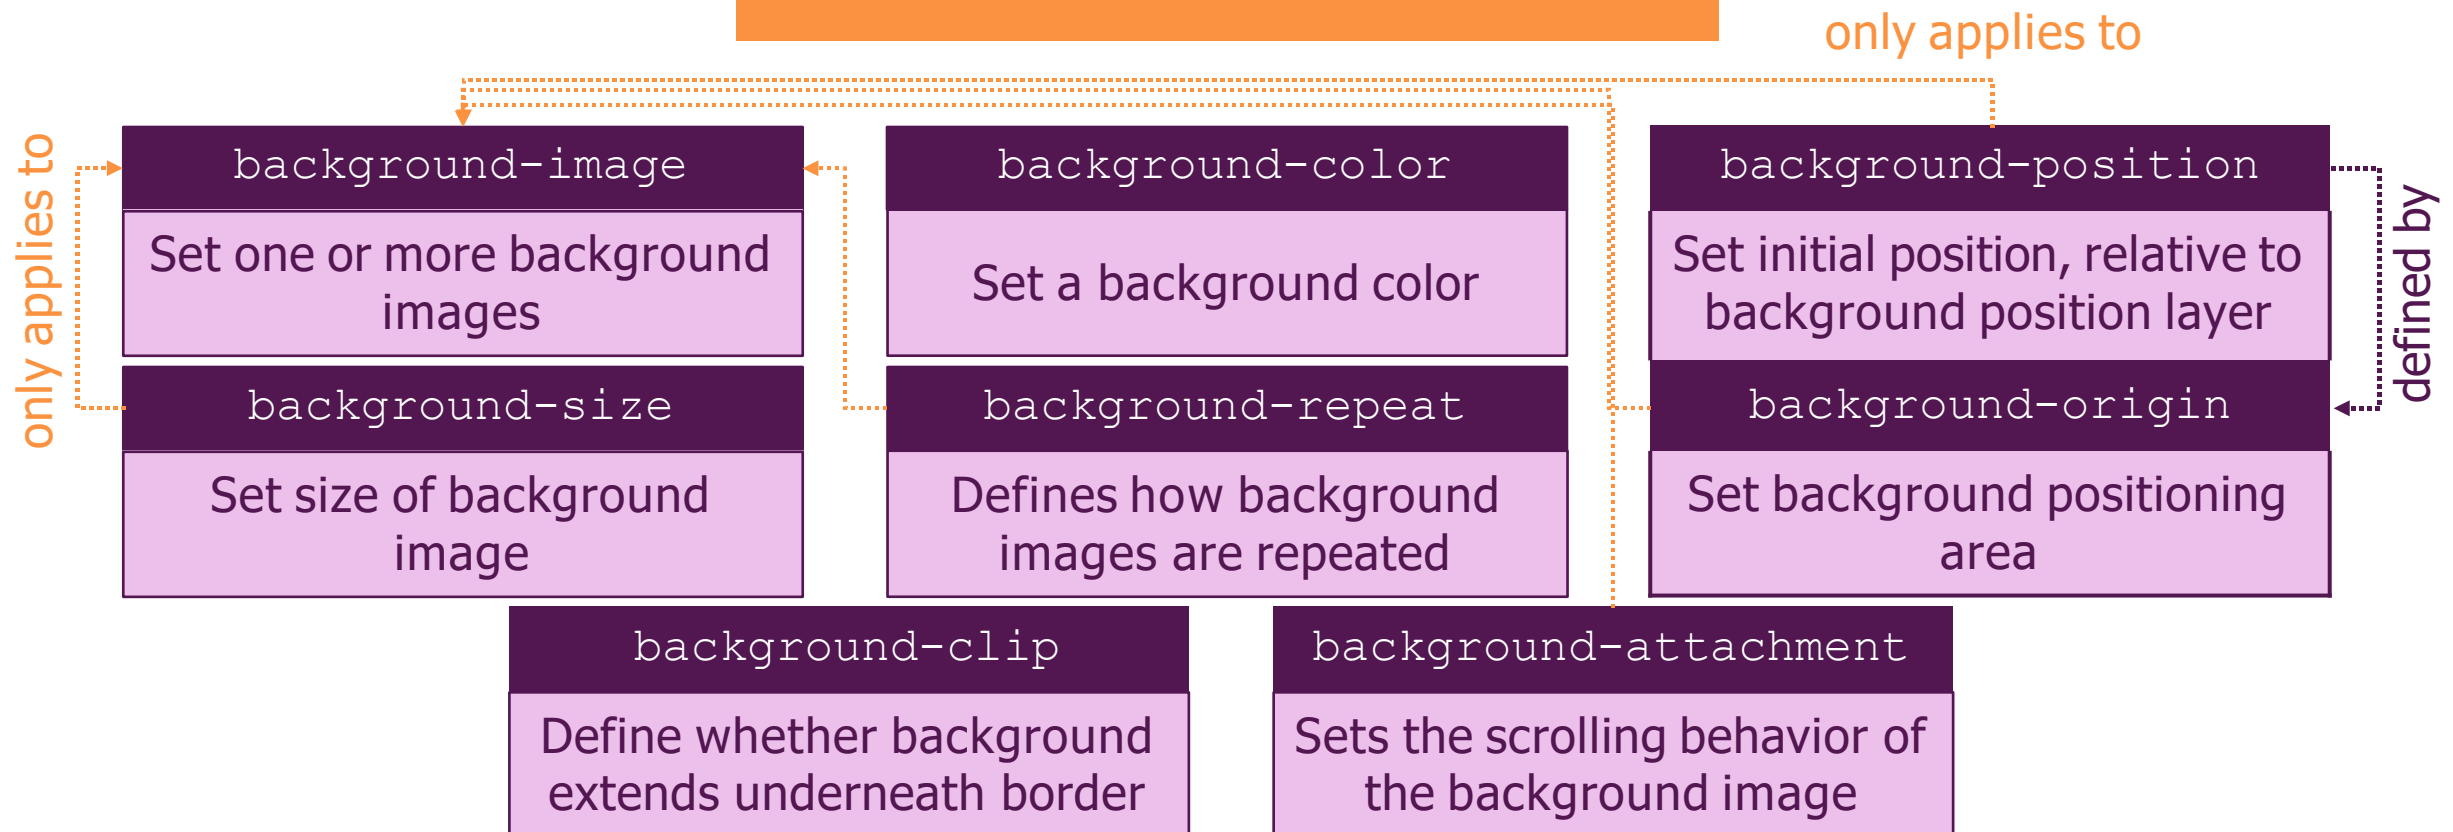 only applies to
only applies to
background-image
Set one or more background
images
background-color
Set a background color
background-position
Set initial position, relative to
background position layer
defined by
background-size
Set size of background
image
background-repeat
Defines how background
images are repeated
background-origin
Set background positioning
area
background-clip
Define whether background
extends underneath border
background-attachment
Sets the scrolling behavior of
the background image